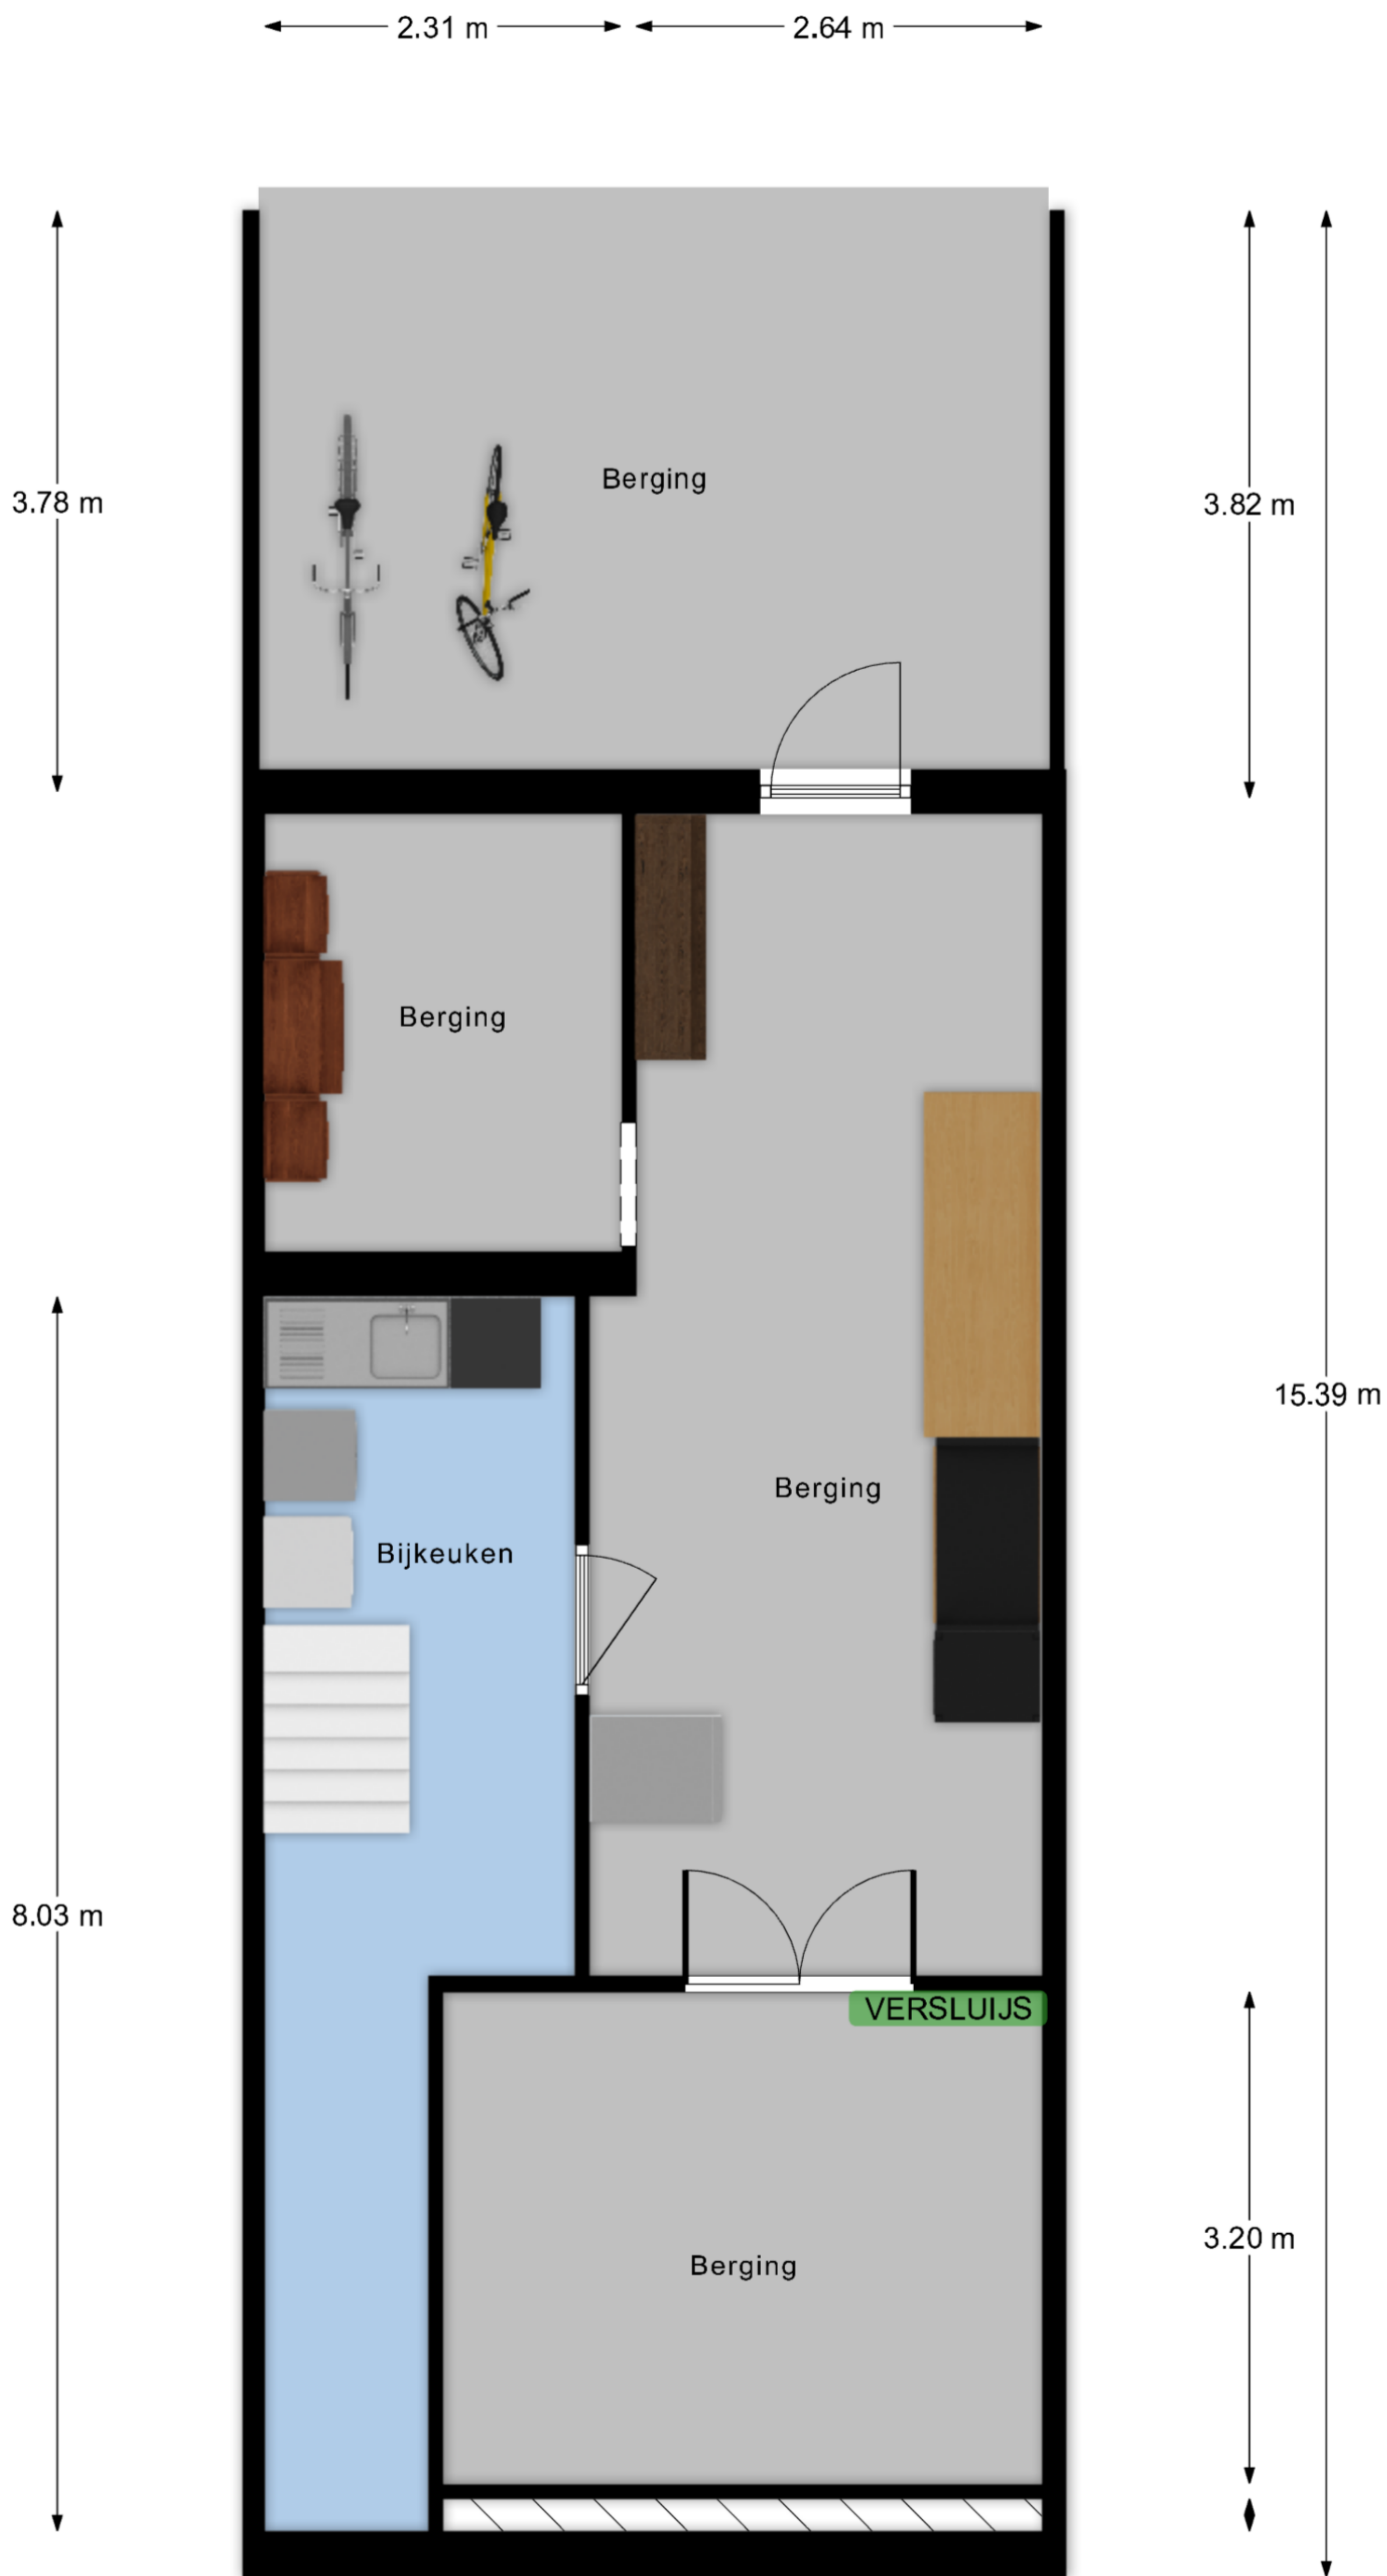 2.31 m
2.64 m
Berging
3.78 m
3.82 m
Berging
15.39 m
Berging
Bijkeuken
8.03 m
VERSLUIJS
3.20 m
Berging